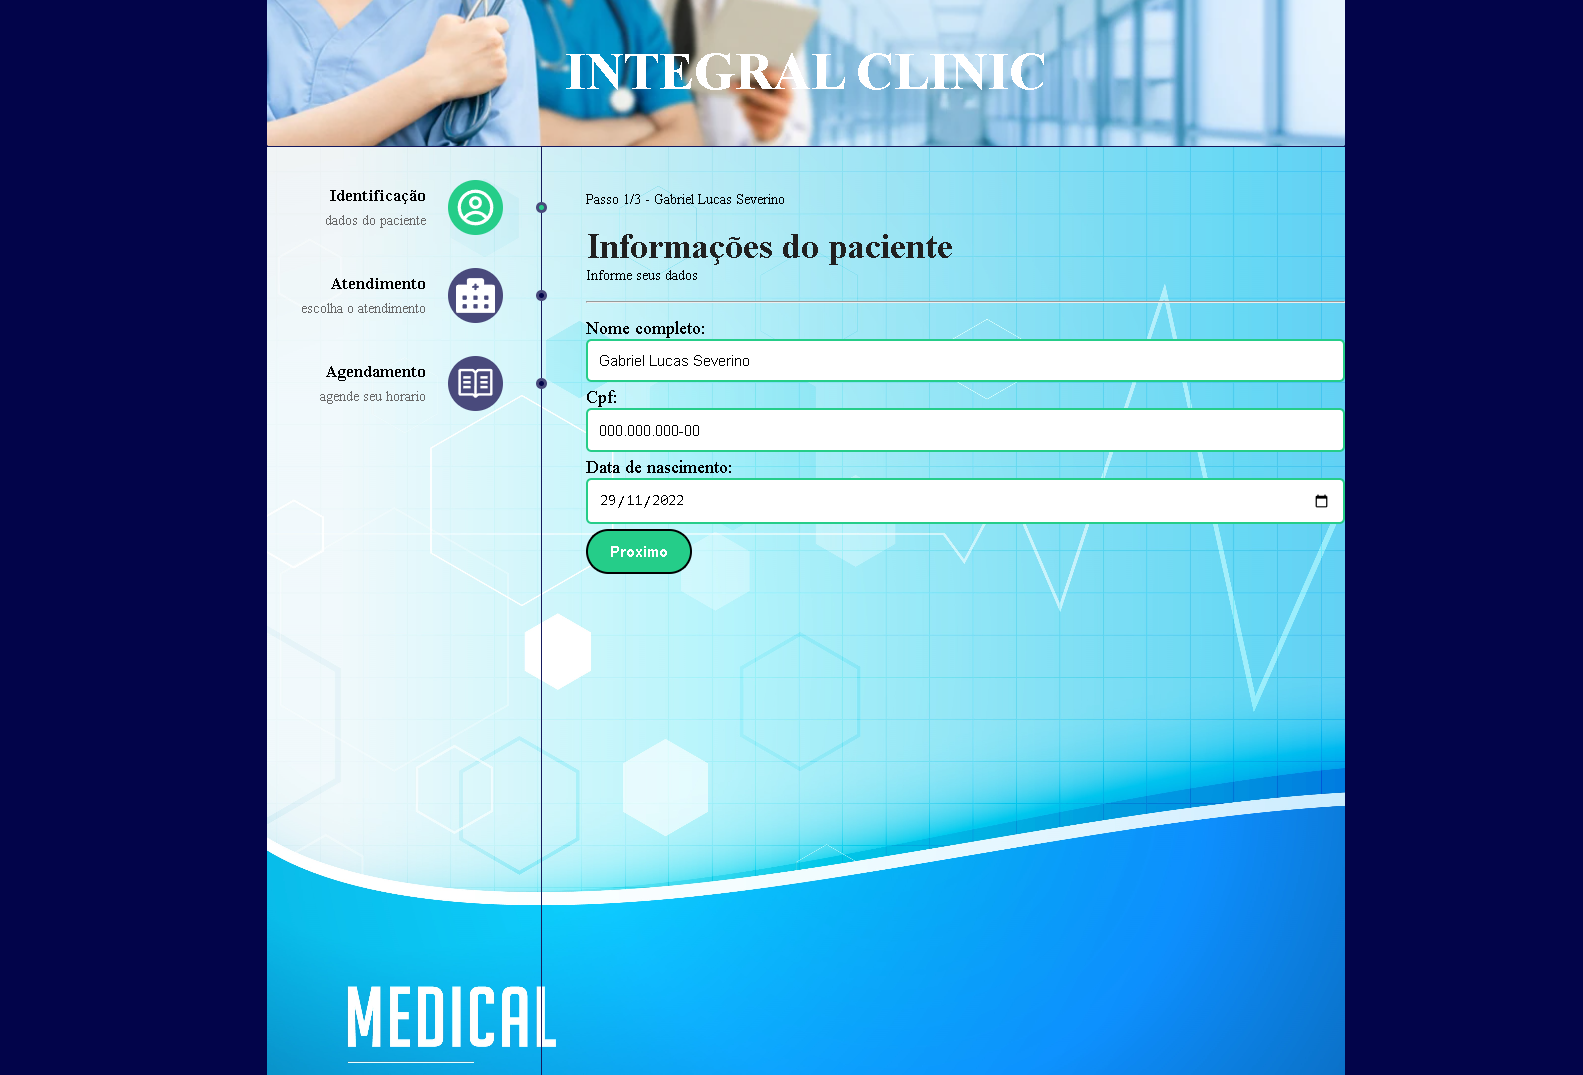 INTEGRAL CLINIC
Identificação
dados do paciente
Atendimento
escolha o atendimento
Agendamento
agende seu horario
Passo 1/3 - Gabriel Lucas Severino
Informações do paciente
Informe seus dados
Nome completo:
Gabriel Lucas Severino
Cpf:
000.000.000-00
Data de nascimento:
29/11/2022
Proximo
MEDICAL